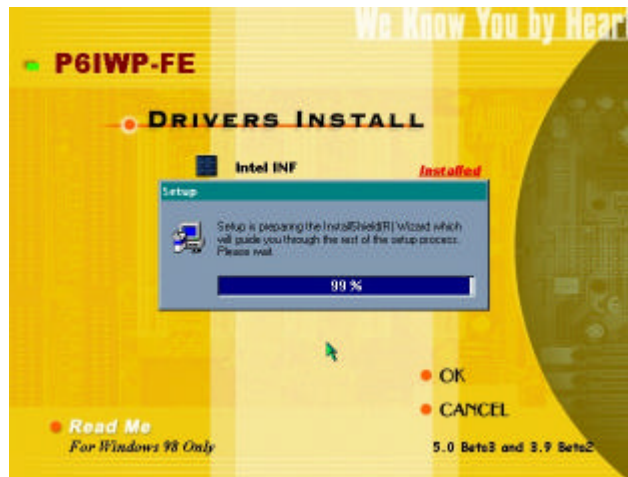 We Know You by Heart
P6IWP-FE
DRIVERS INSTALL
Intel INF
Installed
Setup
Setup is preparing the InstallShield(R) Wizard which
will guide you through the rest of the setup process.
Please wait.
99 %
OK
CANCEL
Read Me
For Windows 98 Only
5.0 Beta3 and 3.9 Beta2